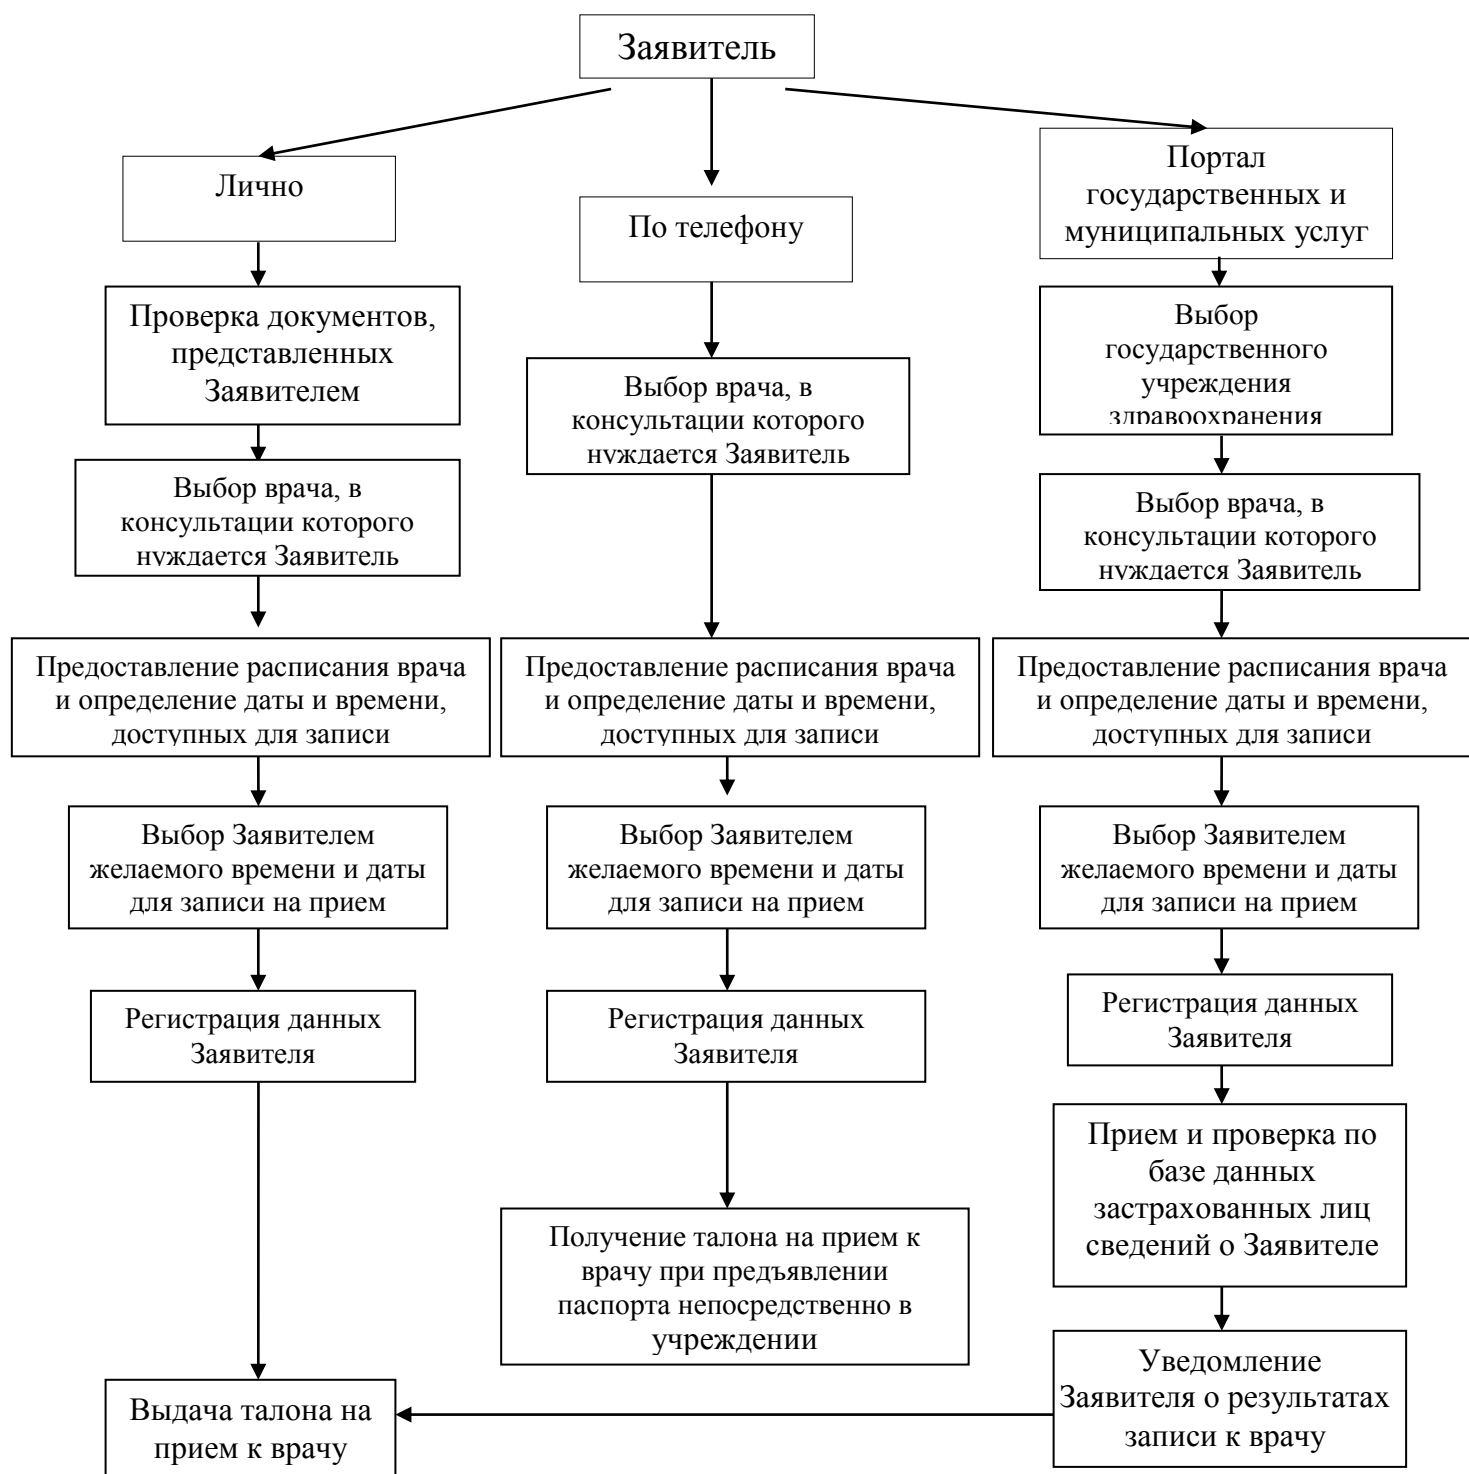 Заявитель
Лично
По телефону
Портал
государственных и
муниципальных услуг
Проверка документов,
представленных
Заявителем
Выбор врача, в
консультации которого
нуждается Заявитель
Выбор
государственного
учреждения
здравоохранения
Выбор врача, в
консультации которого
нуждается Заявитель
Выбор врача, в
консультации которого
нуждается Заявитель
Предоставление расписания врача
и определение даты и времени,
доступных для записи
Предоставление расписания врача
и определение даты и времени,
доступных для записи
Предоставление расписания врача
и определение даты и времени,
доступных для записи
Выбор Заявителем
желаемого времени и даты
для записи на прием
Выбор Заявителем
желаемого времени и даты
для записи на прием
Выбор Заявителем
желаемого времени и даты
для записи на прием
Регистрация данных
Заявителя
Регистрация данных
Заявителя
Регистрация данных
Заявителя
Прием и проверка по
базе данных
застрахованных лиц
сведений о Заявителе
Получение талона на прием к
врачу при предъявлении
паспорта непосредственно в
учреждении
Уведомление
Заявителя о результатах
записи к врачу
Выдача талона на
прием к врачу